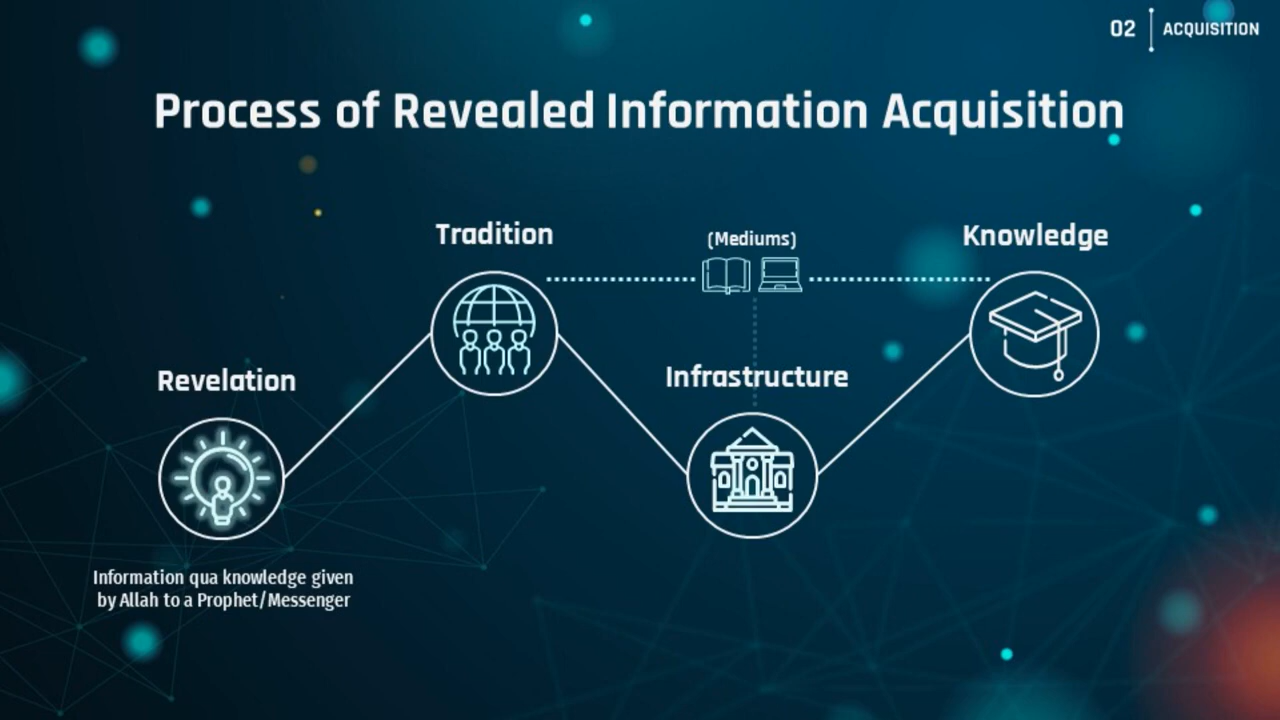 02
ACQUISITION
Process of Revealed Information Acquisition
Tradition
(Mediums)
Knowledge
Revelation
Infrastructure
Information qua knowledge given
by Allah to a Prophet/Messenger